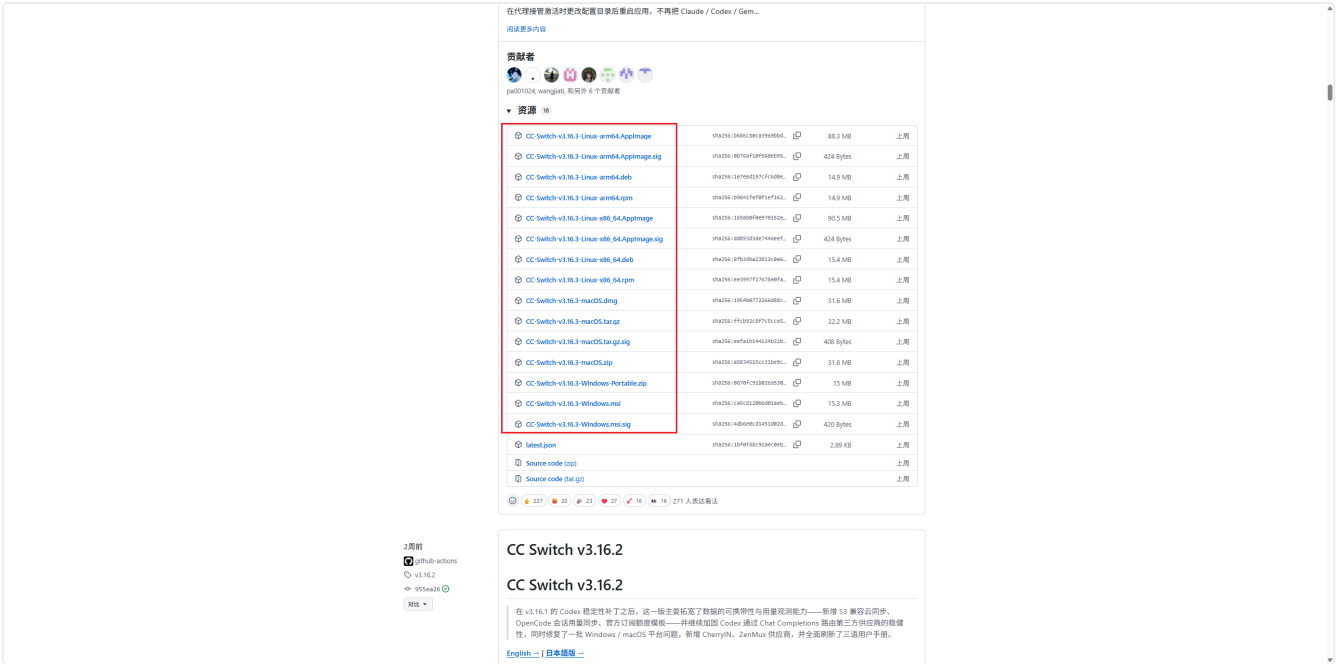 在代理接管激活时更改配置目录后重启应用，不再把 Claude / Codex / Gem...
阅读更多内容
贡献者
pa001024, wangjiati, 和另外 6 个贡献者
资源 18
CC-Switch-v3.16.3-Linux-arm64.AppImage 88.3 MB 上周
CC-Switch-v3.16.3-Linux-arm64.AppImage.sig 424 Bytes 上周
CC-Switch-v3.16.3-Linux-arm64.deb 14.9 MB 上周
CC-Switch-v3.16.3-Linux-arm64.rpm 14.9 MB 上周
CC-Switch-v3.16.3-Linux-x86_64.AppImage 90.5 MB 上周
CC-Switch-v3.16.3-Linux-x86_64.AppImage.sig 424 Bytes 上周
CC-Switch-v3.16.3-Linux-x86_64.deb 15.4 MB 上周
CC-Switch-v3.16.3-Linux-x86_64.rpm 15.4 MB 上周
CC-Switch-v3.16.3-macOS.dmg 31.6 MB 上周
CC-Switch-v3.16.3-macOS.tar.gz 32.2 MB 上周
CC-Switch-v3.16.3-macOS.tar.gz.sig 408 Bytes 上周
CC-Switch-v3.16.3-macOS.zip 31.6 MB 上周
CC-Switch-v3.16.3-Windows-Portable.zip 15 MB 上周
CC-Switch-v3.16.3-Windows.msi 15.3 MB 上周
CC-Switch-v3.16.3-Windows.msi.sig 420 Bytes 上周
latest.json 2.89 KB 上周
Source code (zip) 上周
Source code (tar.gz) 上周
237 20 23 27 16 16 271 人表达看法
2周前
github-actions
v3.16.2
955ea26
对比
CC Switch v3.16.2
CC Switch v3.16.2
在 v3.16.1 的 Codex 稳定性补丁之后，这一版主要拓宽了数据的可携带性与用量观测能力——新增 S3 兼容云同步、
OpenCode 会话用量同步、官方订阅额度模板——并继续加固 Codex 通过 Chat Completions 路由第三方供应商的稳健
性，同时修复了一批 Windows / macOS 平台问题，新增 CherryIN、ZenMux 供应商，并全面刷新了三语用户手册。
English → | 日本語版 →